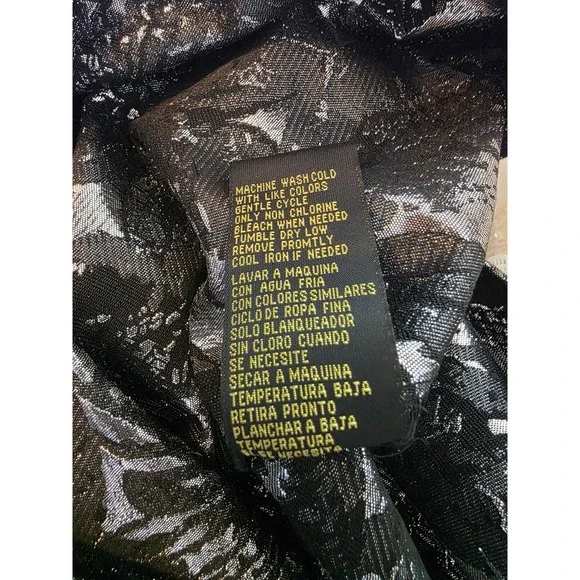 MACHINE WASH COLD
WITH LIKE COLORS
GENTLE CYCLE
ONLY NON CHLORINE
BLEACH WHEN NEEDED
TUMBLE DRY LOW
REMOVE PROMTLY
COOL IRON IF NEEDED
LAVAR A MAQUINA
CON AGUA FRIA
CON COLORES SIMILARES
CICLO DE ROPA FINA
SOLO BLANQUEADOR
SIN CLORO CUANDO
SE NECESITE
SECAR A MAQUINA
TEMPERATURA BAJA
RETIRA PRONTO
PLANCHAR A BAJA
TEMPERATURA
SE NECESITE